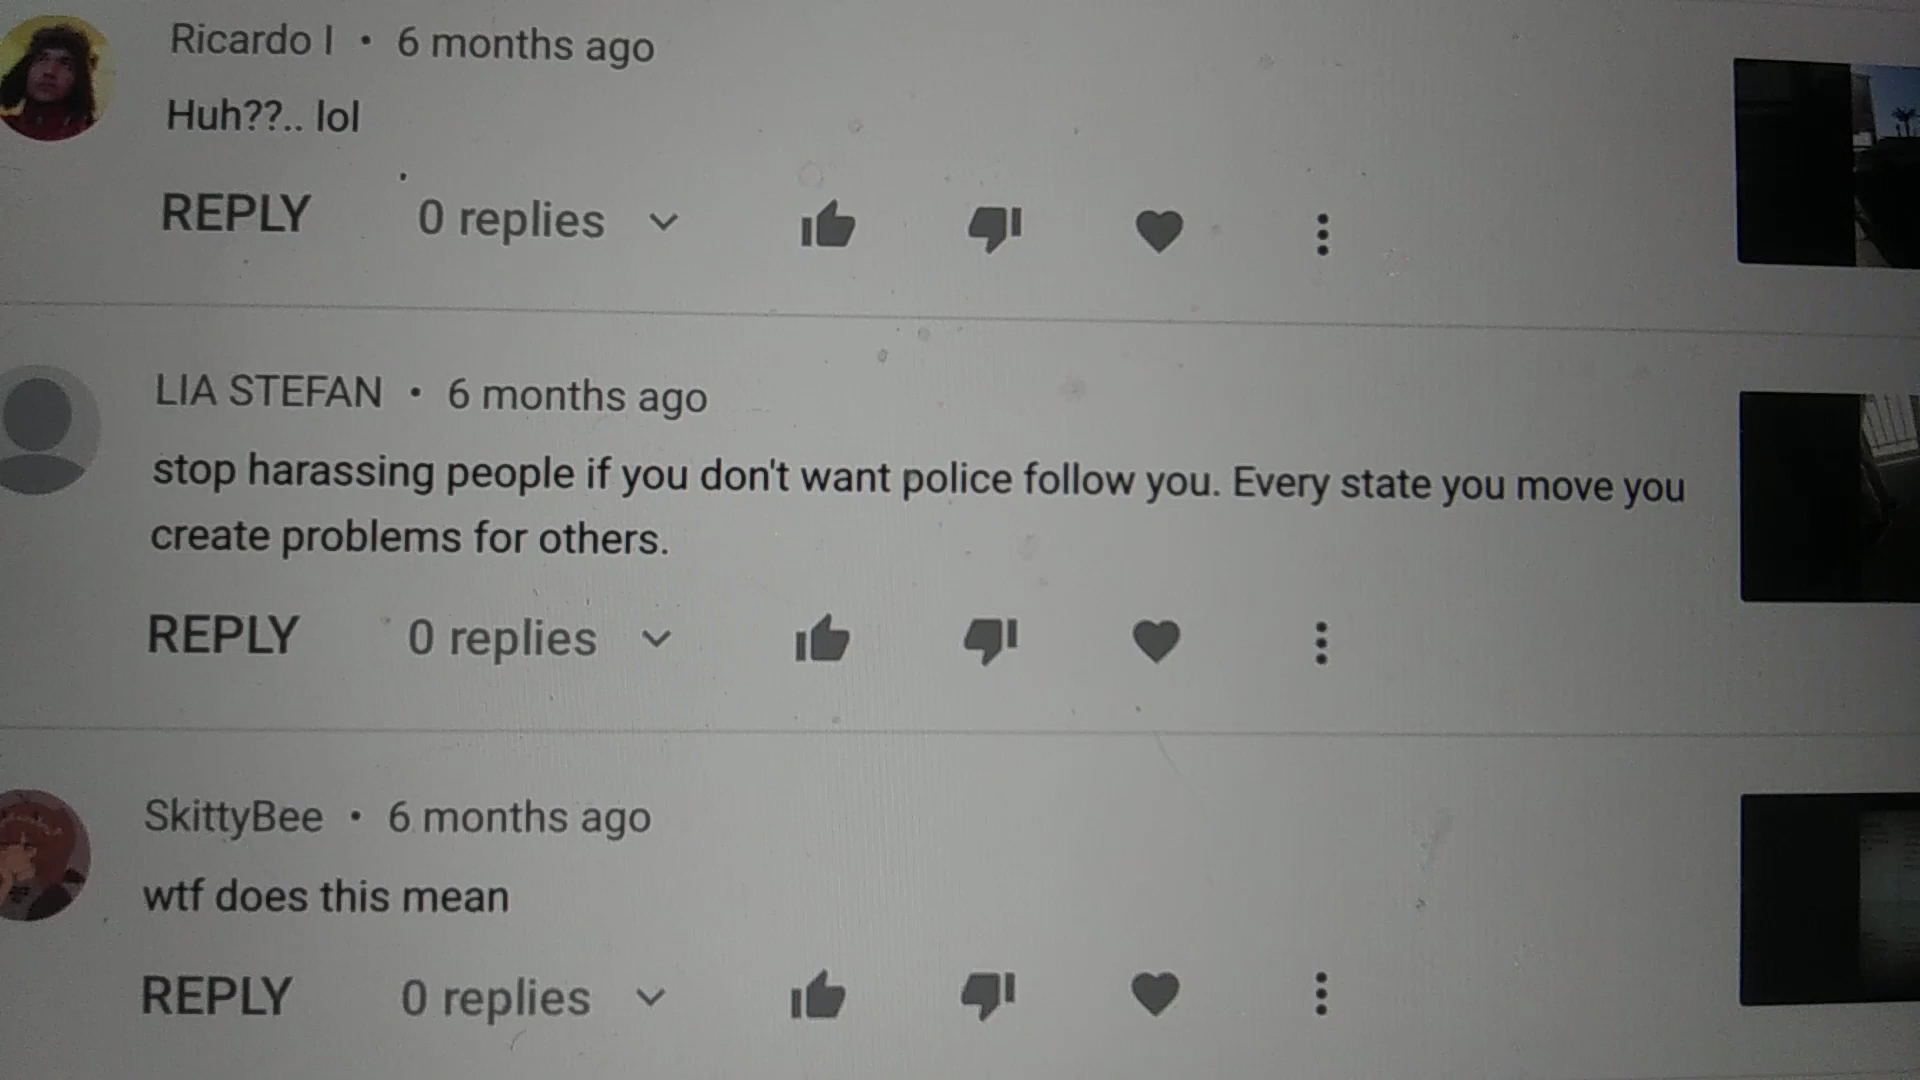 Ricardo I • 6 months ago
Huh??.. lol
REPLY 0 replies
LIA STEFAN • 6 months ago
stop harassing people if you don't want police follow you. Every state you move you
create problems for others.
REPLY 0 replies
SkittyBee • 6 months ago
wtf does this mean
REPLY 0 replies